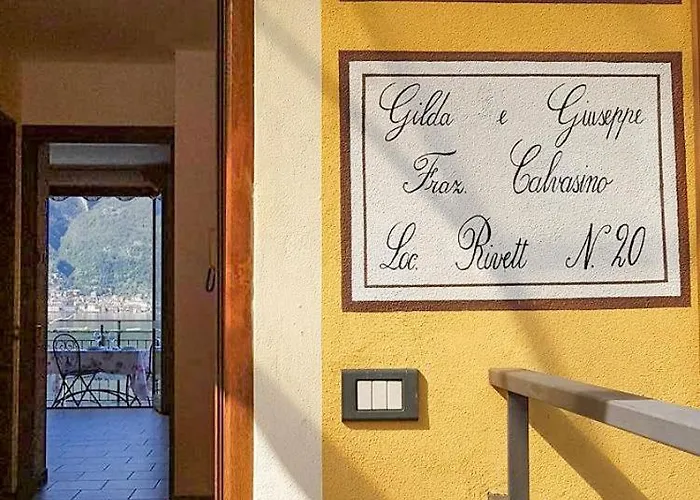 Gilda e Giuseppe
Fraz. Calvasino
Loc. Rivett N. 20